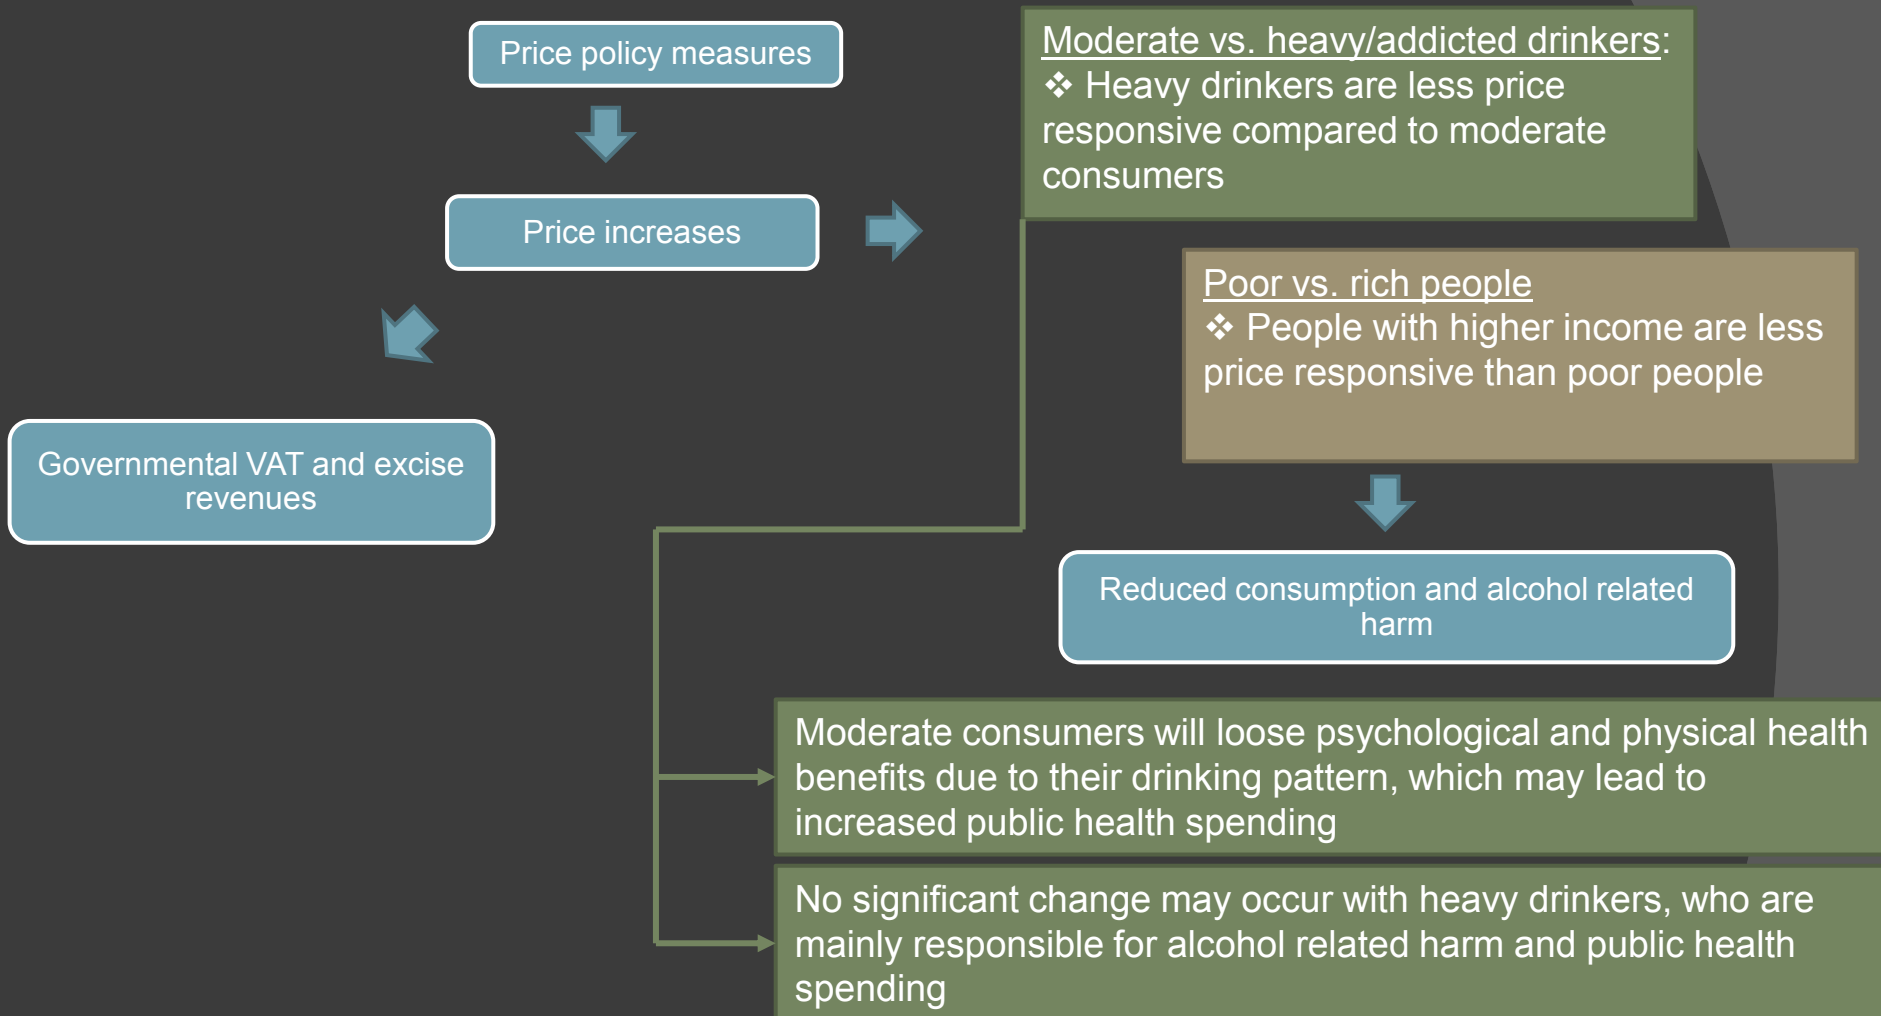 Price policy measures
Price increases
Governmental VAT and excise
revenues
Moderate vs. heavy/addicted drinkers:
❖ Heavy drinkers are less price
responsive compared to moderate
consumers
Poor vs. rich people
❖ People with higher income are less
price responsive than poor people
Reduced consumption and alcohol related
harm
Moderate consumers will loose psychological and physical health
benefits due to their drinking pattern, which may lead to
increased public health spending
No significant change may occur with heavy drinkers, who are
mainly responsible for alcohol related harm and public health
spending